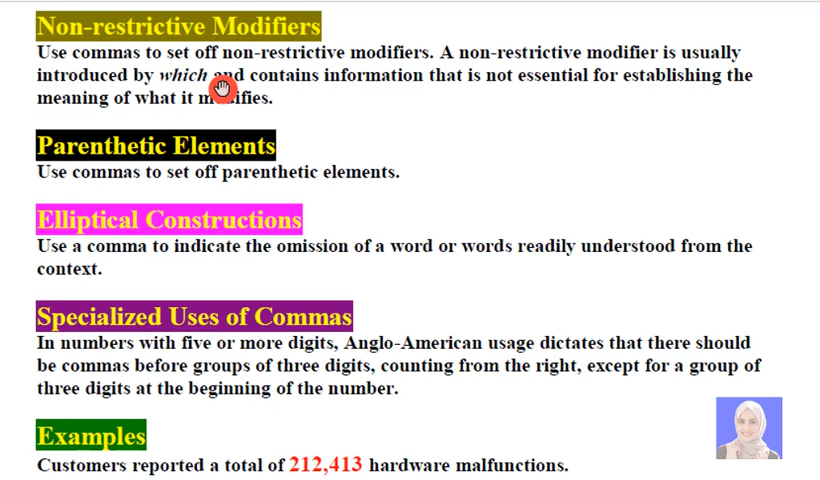 Non-restrictive Modifiers
Use commas to set off non-restrictive modifiers. A non-restrictive modifier is usually
introduced by which and contains information that is not essential for establishing the
meaning of what it modifies.
Parenthetic Elements
Use commas to set off parenthetic elements.
Elliptical Constructions
Use a comma to indicate the omission of a word or words readily understood from the
context.
Specialized Uses of Commas
In numbers with five or more digits, Anglo-American usage dictates that there should
be commas before groups of three digits, counting from the right, except for a group of
three digits at the beginning of the number.
Examples
Customers reported a total of 212,413 hardware malfunctions.